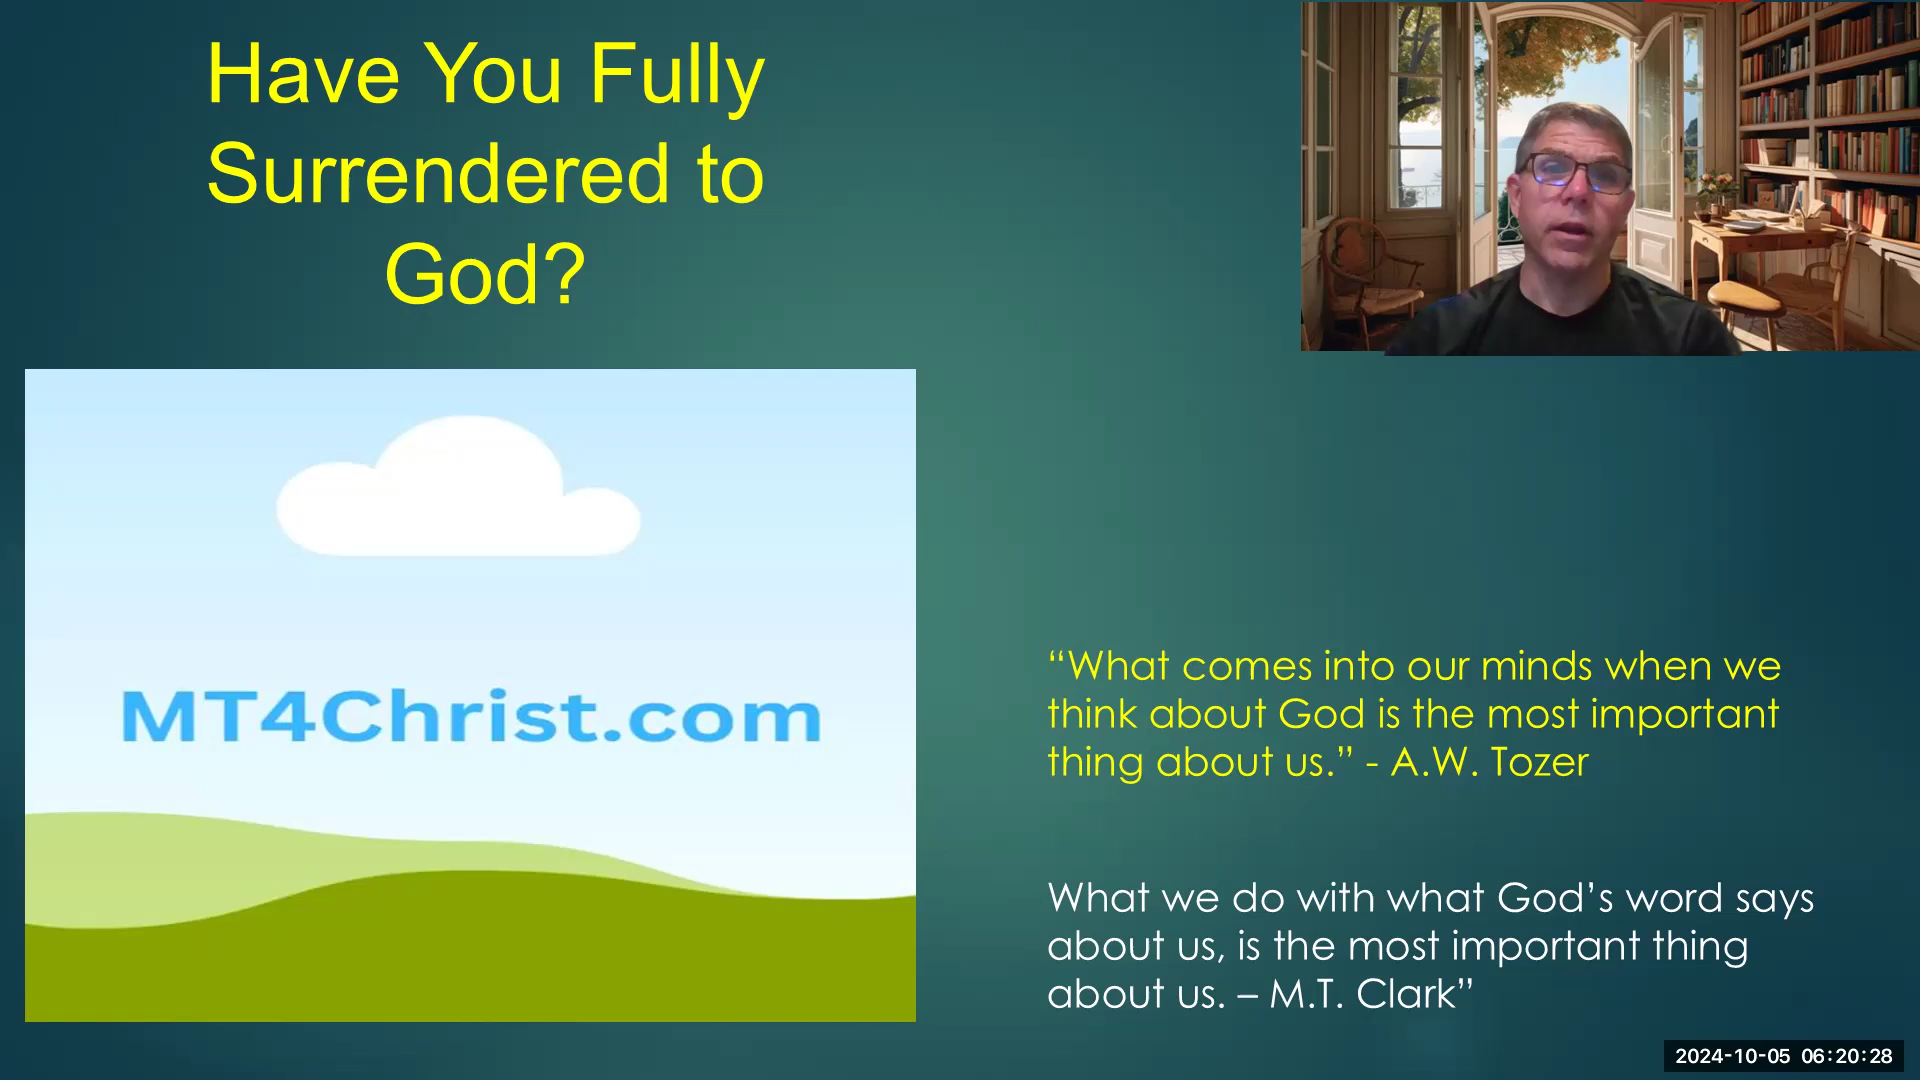 Have You Fully
Surrendered to
God?
MT4Christ.com
“What comes into our minds when we
think about God is the most important
thing about us.” - A.W. Tozer
What we do with what God’s word says
about us, is the most important thing
about us. – M.T. Clark”
2024-10-05 06:20:28